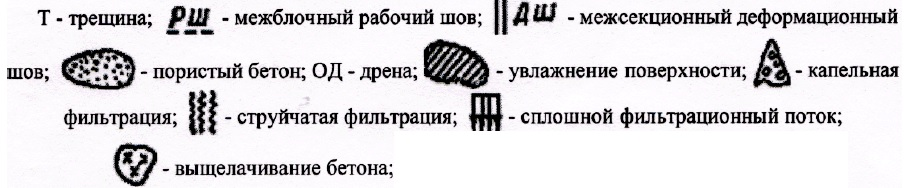 Т - трещина; РШ - межблочный рабочий шов; ДШ - межсекционный деформационный
шов; - пористый бетон; ОД - дрена; - увлажнение поверхности; - капельная
фильтрация; - струйчатая фильтрация; - сплошной фильтрационный поток;
- выщелачивание бетона;